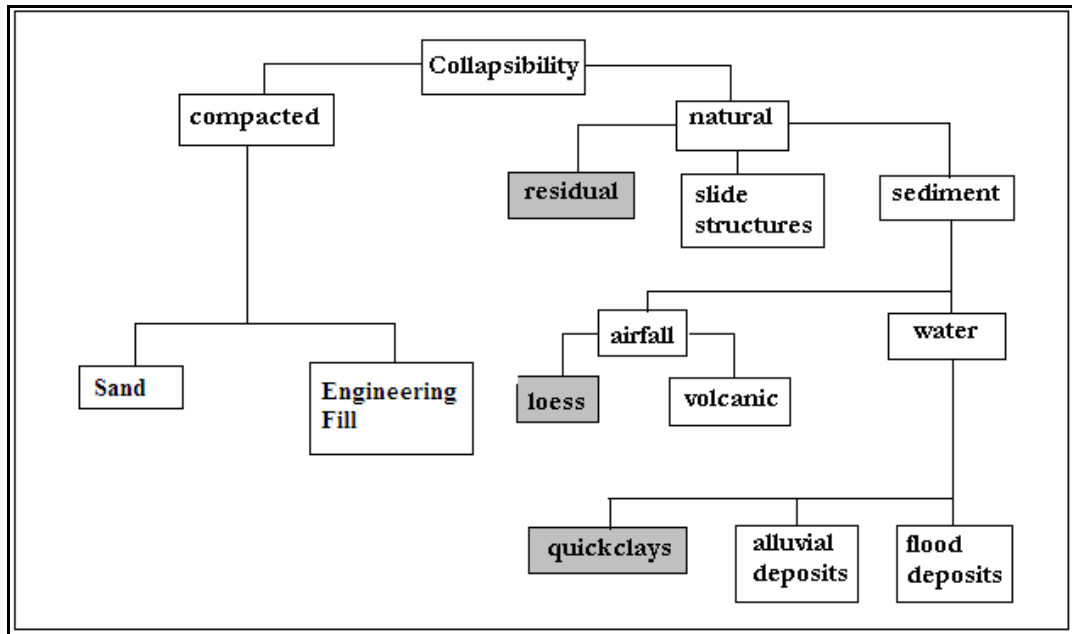 Collapsibility
compacted
natural
residual
slide
structures
sediment
airfall
water
Sand
Engineering
Fill
loess
volcanic
quickclays
alluvial
deposits
flood
deposits